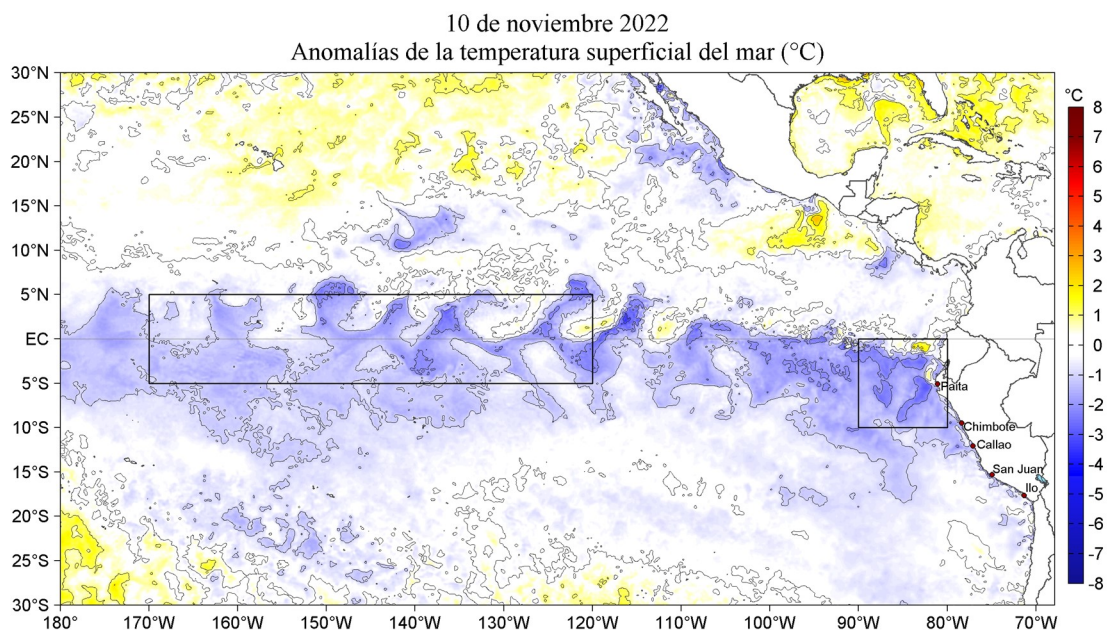 10 de noviembre 2022
Anomalías de la temperatura superficial del mar (°C)
30°N
25°N
20°N
15°N
10°N
5°N
EC
5°S
10°S
15°S
20°S
25°S
30°S
180 170°W 160°W 150°W 140°W 130°W 120°W 110°W 100°W 90°W 80°W 70°W
Paita
Chimbote
Callao
San Juan
Ilo
°C
8
7
6
5
4
3
2
1
0
-1
-2
-3
-4
-5
-6
-7
-8